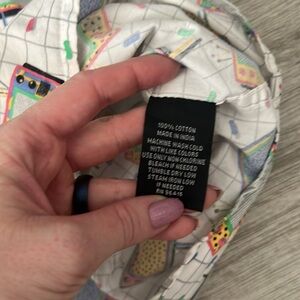 100% COTTON
MADE IN INDIA
MACHINE WASH COLD
WITH LIKE COLORS
USE ONLY NON CHLORINE
BLEACH IF NEEDED
TUMBLE DRY LOW
STEAM IRON LOW
IF NEEDED